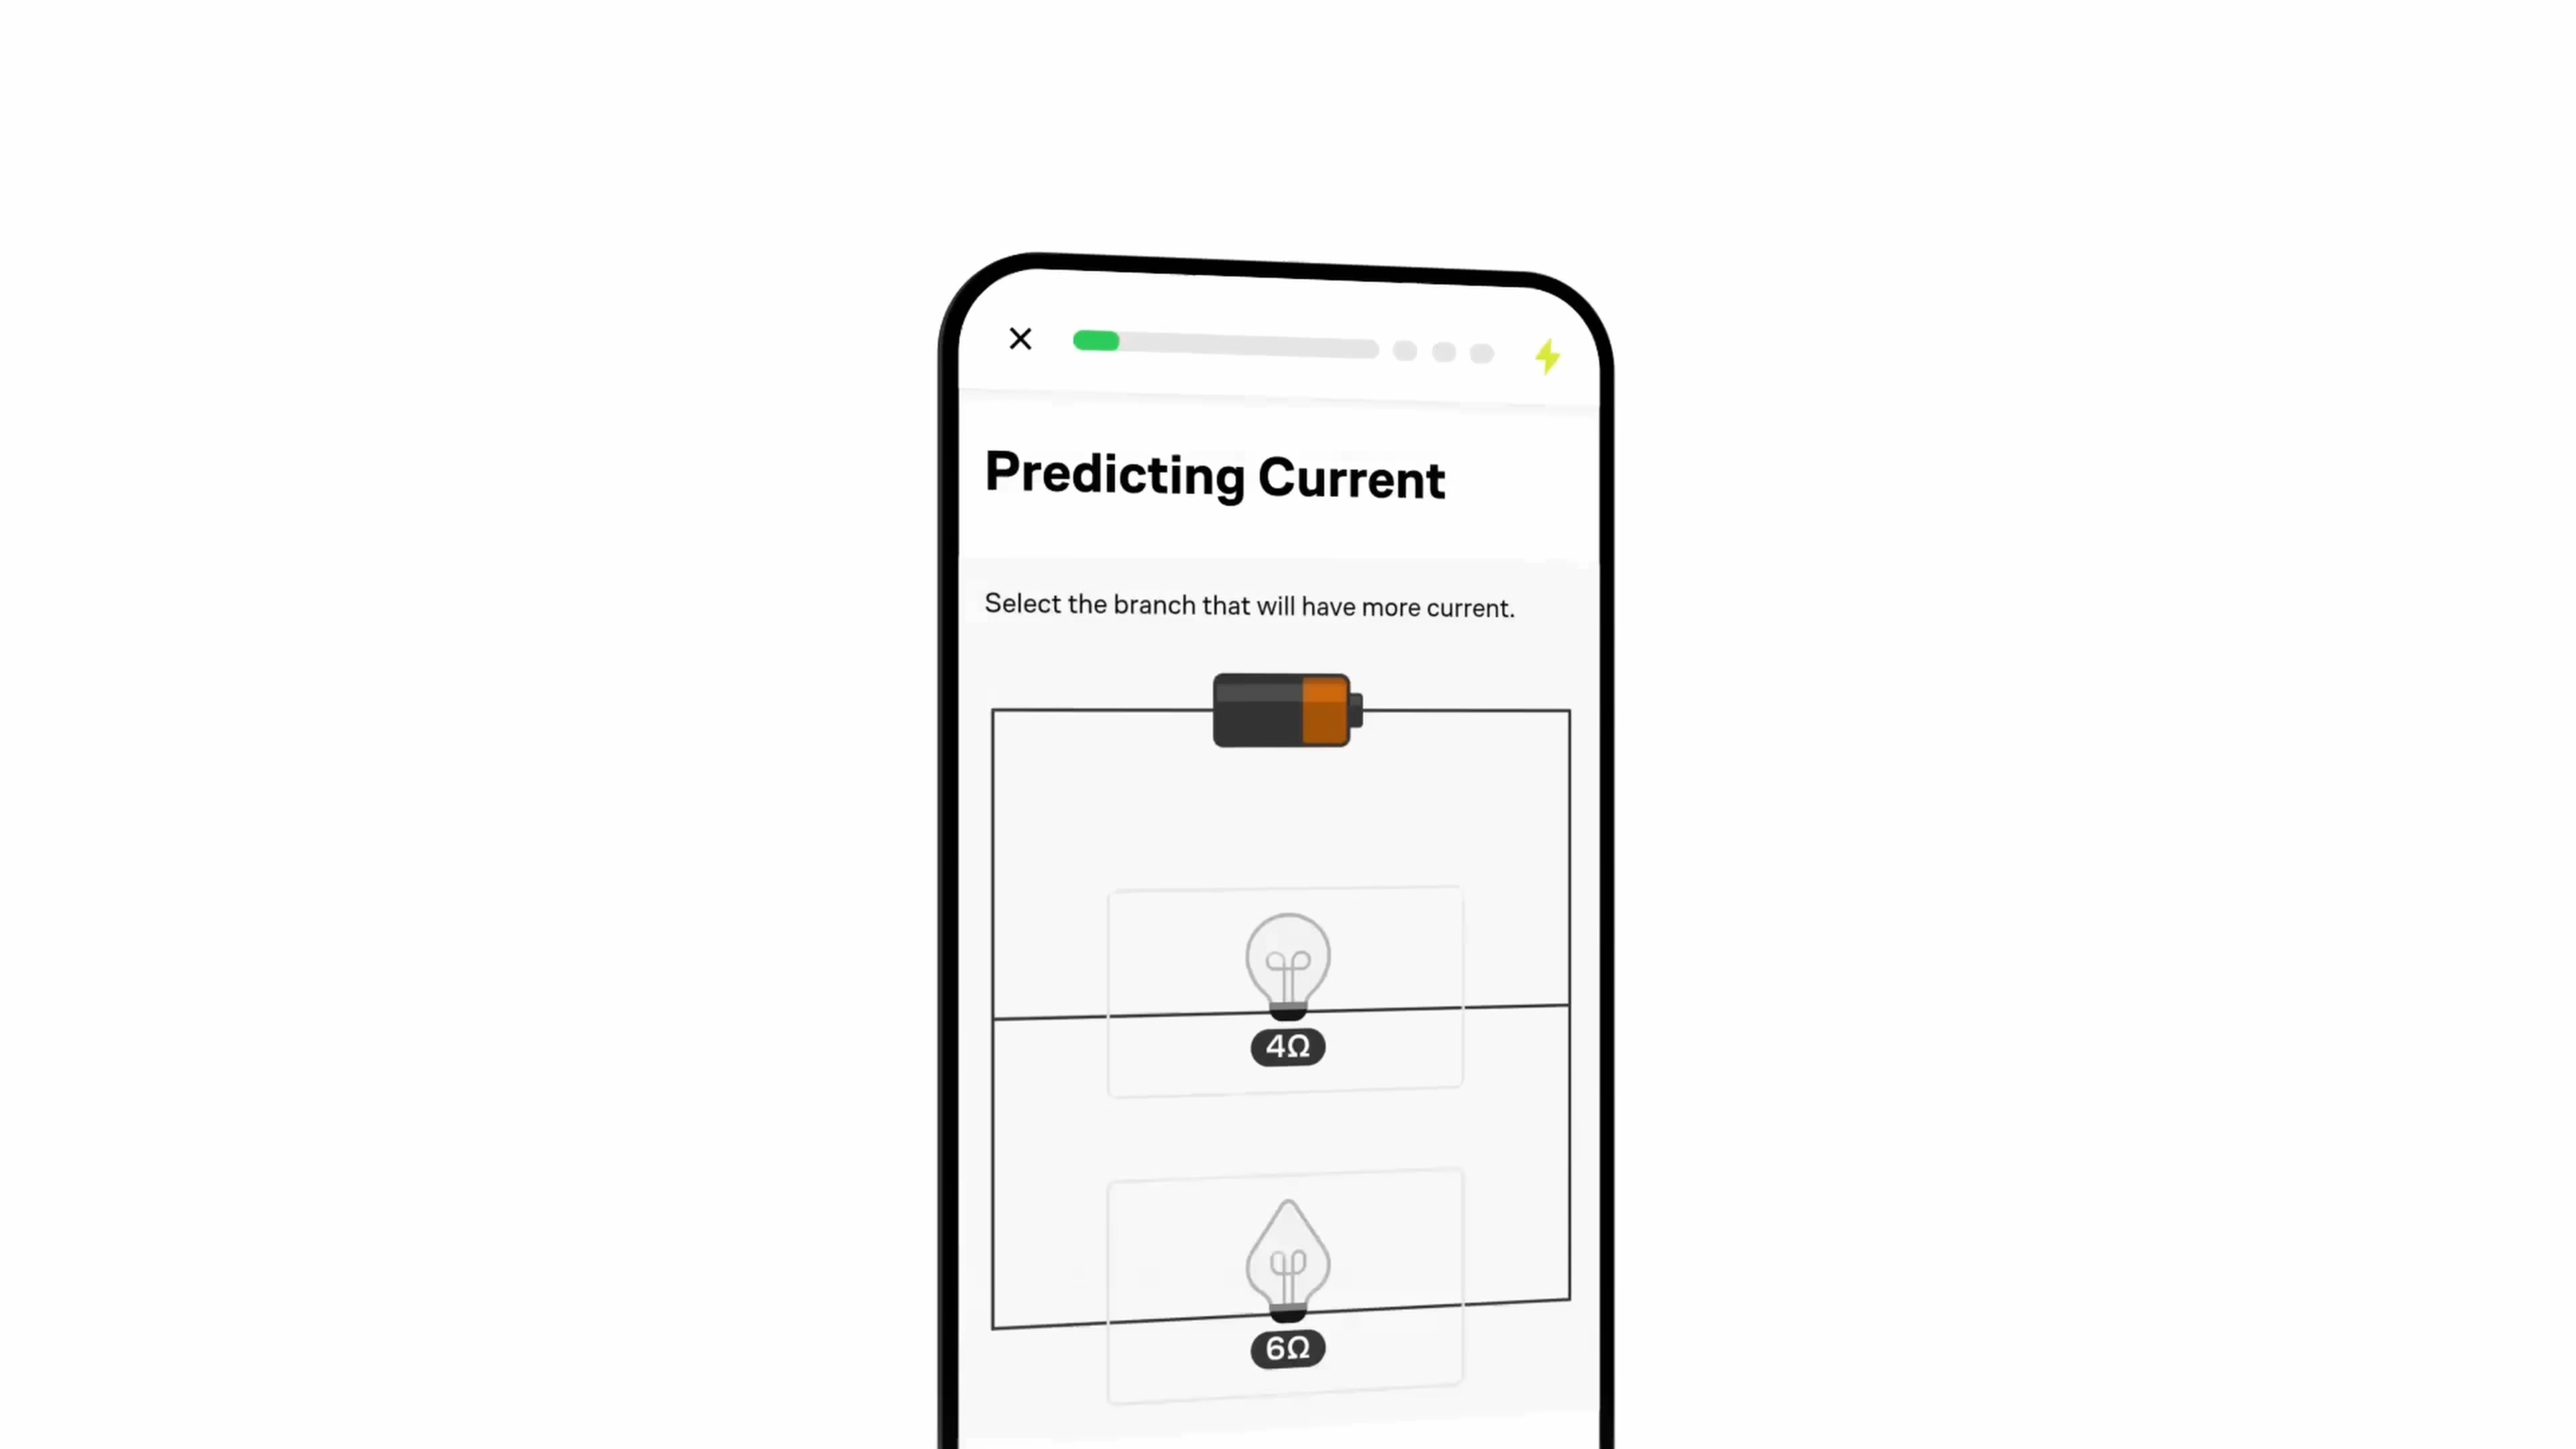 Predicting Current
Select the branch that will have more current.
4Ω
6Ω